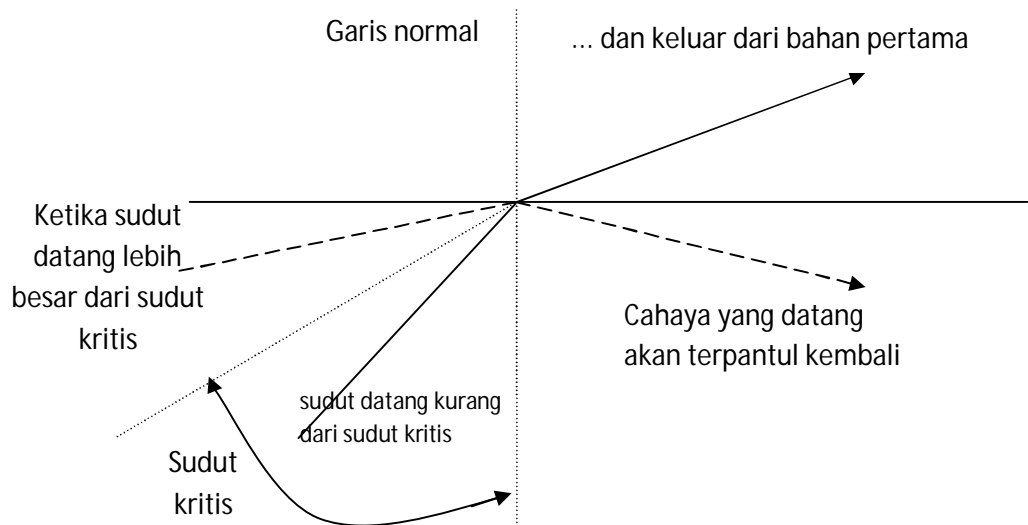 Garis normal
... dan keluar dari bahan pertama
Ketika sudut
datang lebih
besar dari sudut
kritis
Cahaya yang datang
akan terpantul kembali
sudut datang kurang
dari sudut kritis
Sudut
kritis